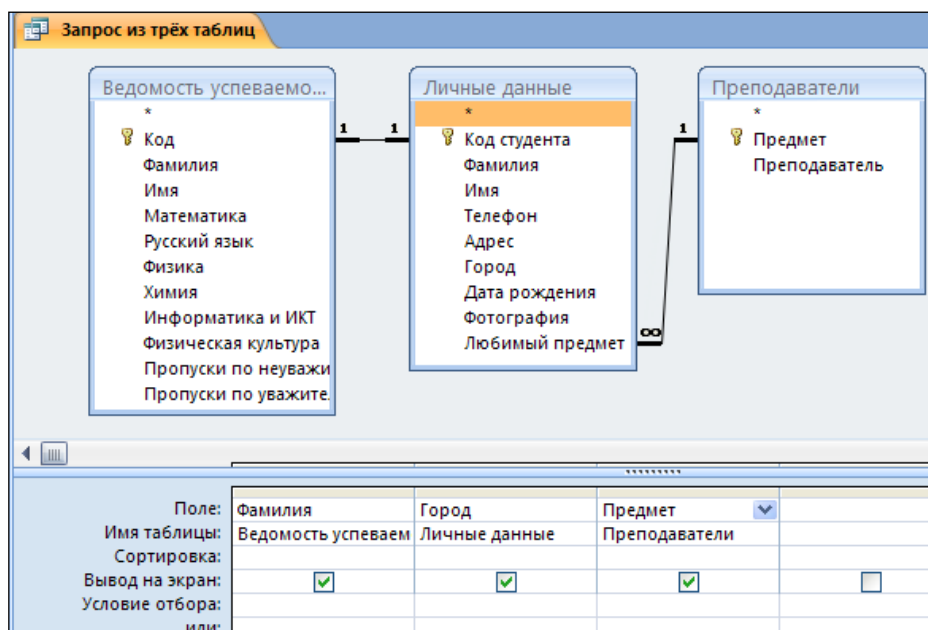 Запрос из трёх таблиц
Ведомость успеваемо...
*
Код
Фамилия
Имя
Математика
Русский язык
Физика
Химия
Информатика и ИКТ
Физическая культура
Пропуски по неуважи
Пропуски по уважите
1 1
Личные данные
*
Код студента
Фамилия
Имя
Телефон
Адрес
Город
Дата рождения
Фотография
Любимый предмет
1
∞
Преподаватели
*
Предмет
Преподаватель
Поле: Фамилия Город Предмет
Имя таблицы: Ведомость успеваем Личные данные Преподаватели
Сортировка:
Вывод на экран:
Условие отбора:
или: